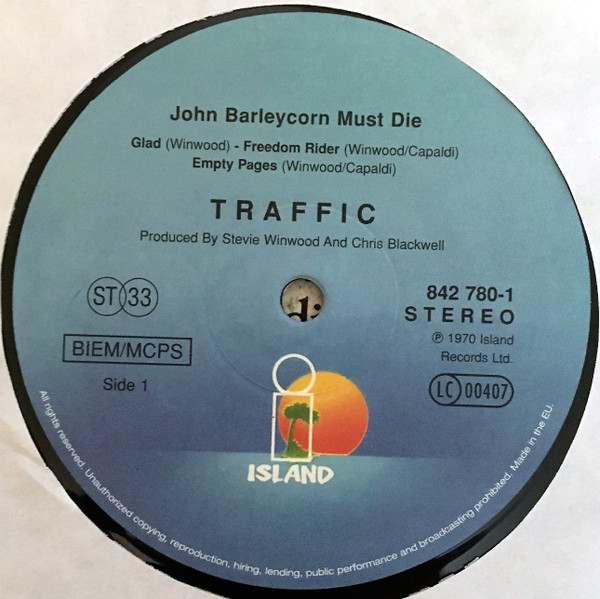 John Barleycorn Must Die
Glad (Winwood) - Freedom Rider (Winwood/Capaldi)
Empty Pages (Winwood/Capaldi)
TRAFFIC
Produced By Stevie Winwood And Chris Blackwell
ST 33
842 780-1
STEREO
BIEM/MCPS
℗ 1970 Island
Records Ltd.
Side 1
LC 00407
ISLAND
All rights reserved. Unauthorized copying, reproduction, hiring, lending, public performance and broadcasting prohibited. Made in the EU.